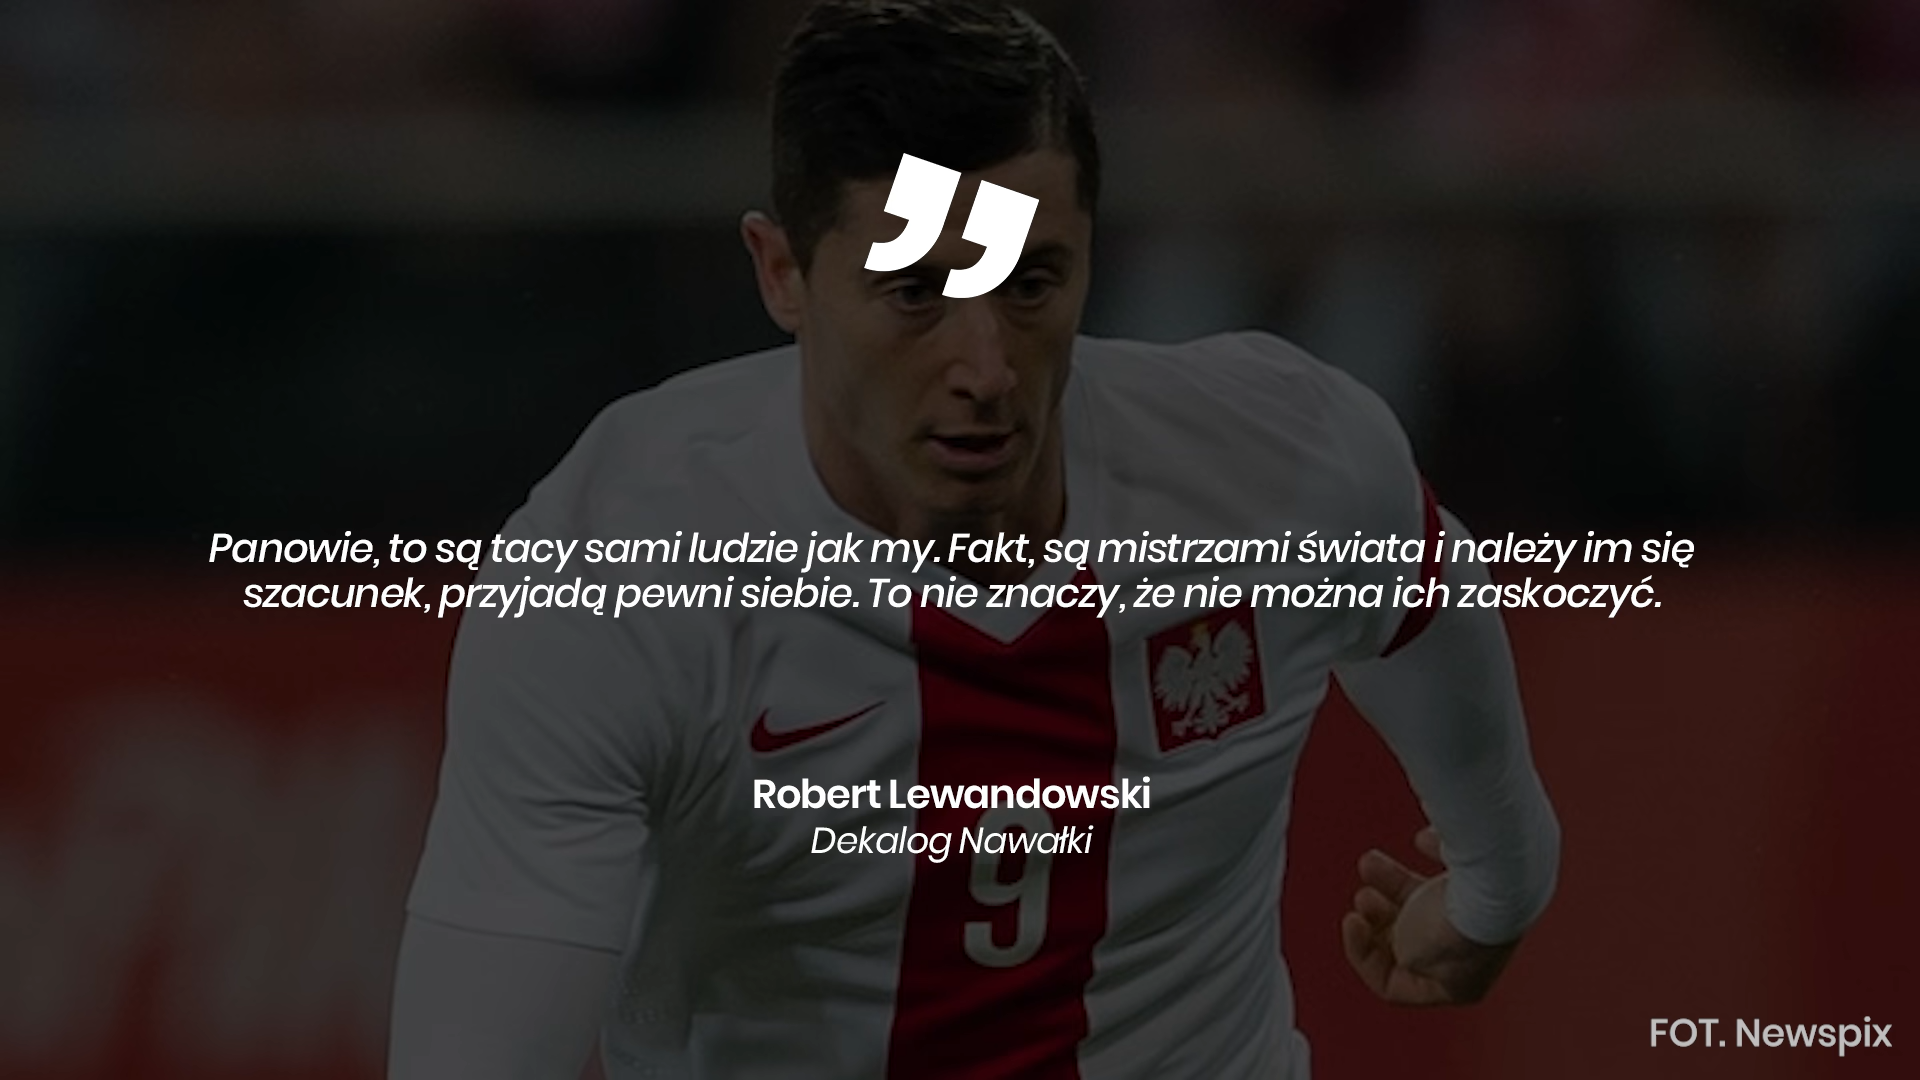 ”
Panowie, to są tacy sami ludzie jak my. Fakt, są mistrzami świata i należy im się
szacunek, przyjadą pewni siebie. To nie znaczy, że nie można ich zaskoczyć.
Robert Lewandowski
Dekalog Nawałki
9
FOT. Newspix